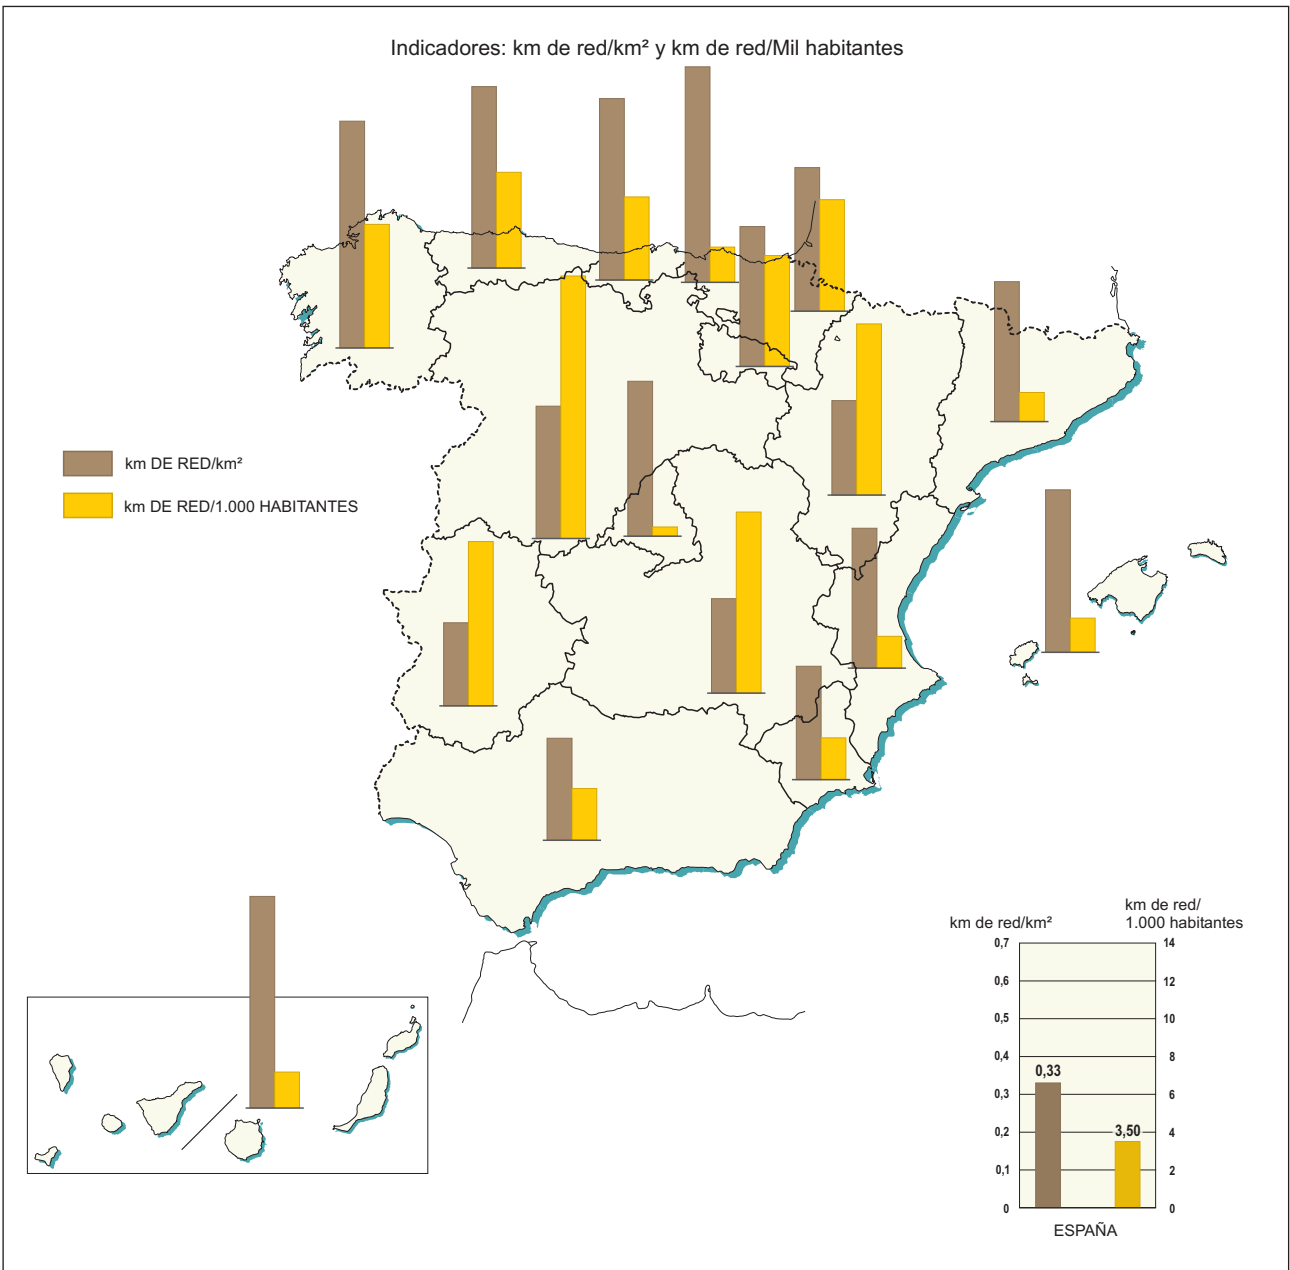 Indicadores: km de red/km² y km de red/Mil habitantes
km DE RED/km²
km DE RED/1.000 HABITANTES
km de red/km²
km de red/
1.000 habitantes
0,7
14
0,6
12
0,5
10
0,4
8
0,33
0,3
6
0,2
3,50
4
0,1
2
0
0
ESPAÑA